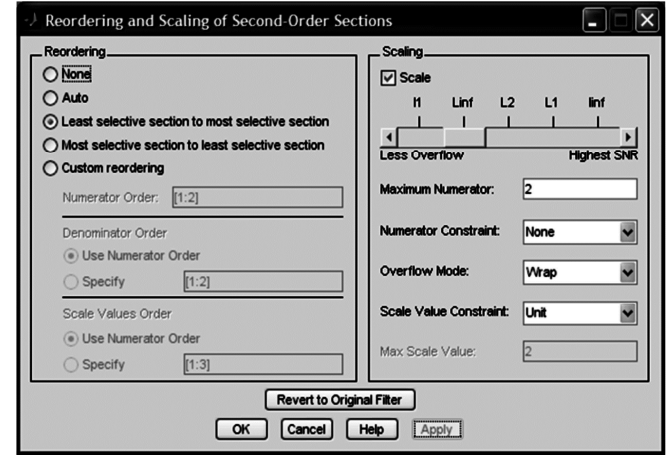 Reordering and Scaling of Second-Order Sections
Reordering
None
Auto
Least selective section to most selective section
Most selective section to least selective section
Custom reordering
Numerator Order: [1:2]
Denominator Order
Use Numerator Order
Specify [1:2]
Scale Values Order
Use Numerator Order
Specify [1:3]
Scaling
Scale
l1 Linf L2 L1 linf
Less Overflow Highest SNR
Maximum Numerator: 2
Numerator Constraint: None
Overflow Mode: Wrap
Scale Value Constraint: Unit
Max Scale Value: 2
Revert to Original Filter
OK Cancel Help Apply